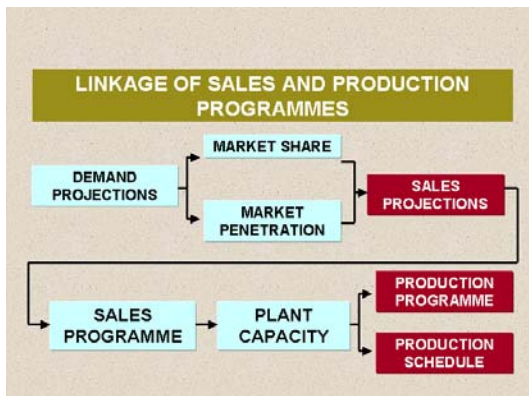 LINKAGE OF SALES AND PRODUCTION
PROGRAMMES
MARKET SHARE
DEMAND
PROJECTIONS
MARKET
PENETRATION
SALES
PROJECTIONS
SALES
PROGRAMME
PLANT
CAPACITY
PRODUCTION
PROGRAMME
PRODUCTION
SCHEDULE